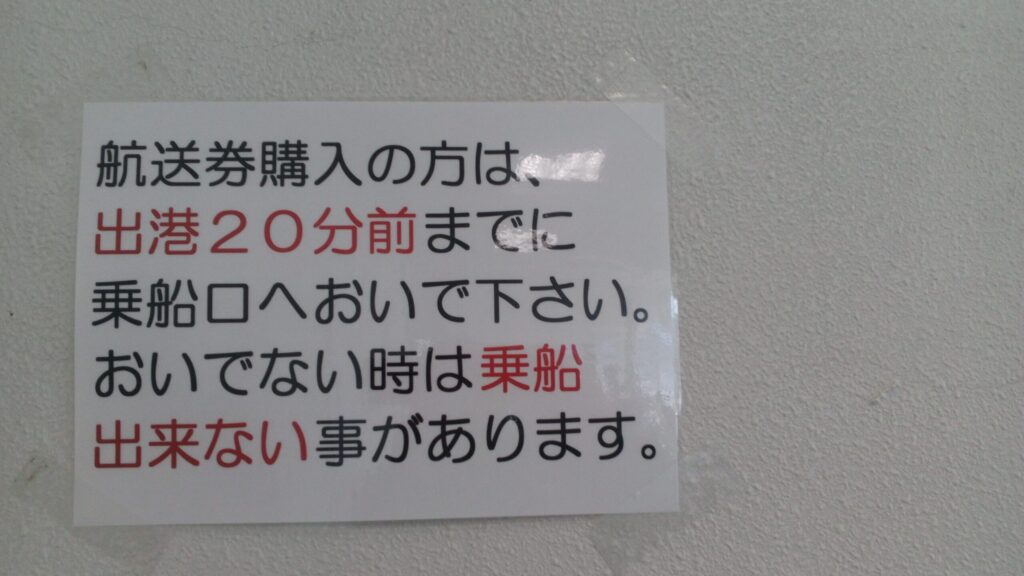 航送券購入の方は、
出港２０分前までに
乗船口へおいで下さい。
おいでない時は乗船
出来ない事があります。